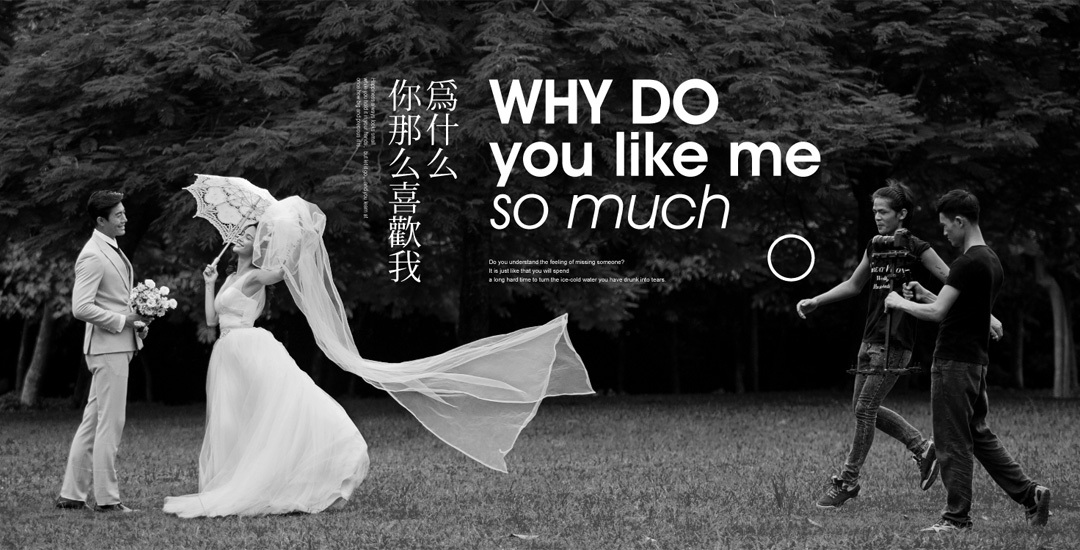 爲什么
你那么喜歡我
WHY DO
you like me
so much
Do you understand the feeling of missing someone?
It is just like that you will spend
a long hard time to turn the ice-cold water you have drunk into tears